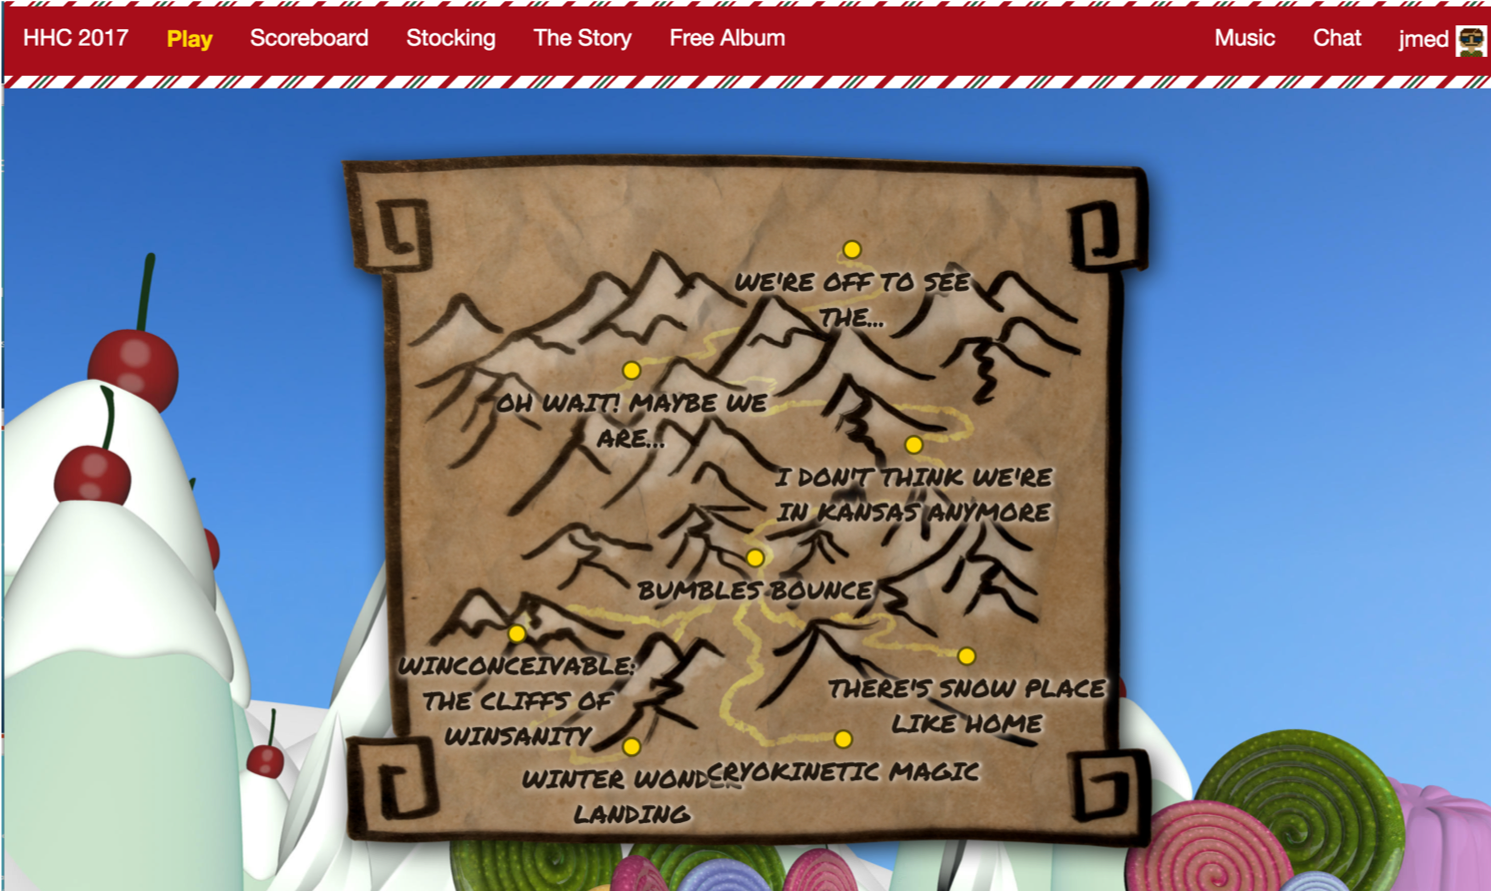 HHC 2017 Play Scoreboard Stocking The Story Free Album Music Chat jmed
WE'RE OFF TO SEE
THE...
OH WAIT! MAYBE WE
ARE...
I DON'T THINK WE'RE
IN KANSAS ANYMORE
BUMBLES BOUNCE
WINCONCEIVABLE:
THE CLIFFS OF
WINSANITY
THERE'S SNOW PLACE
LIKE HOME
WINTER WONDER
LANDING
CRYOKINETIC MAGIC